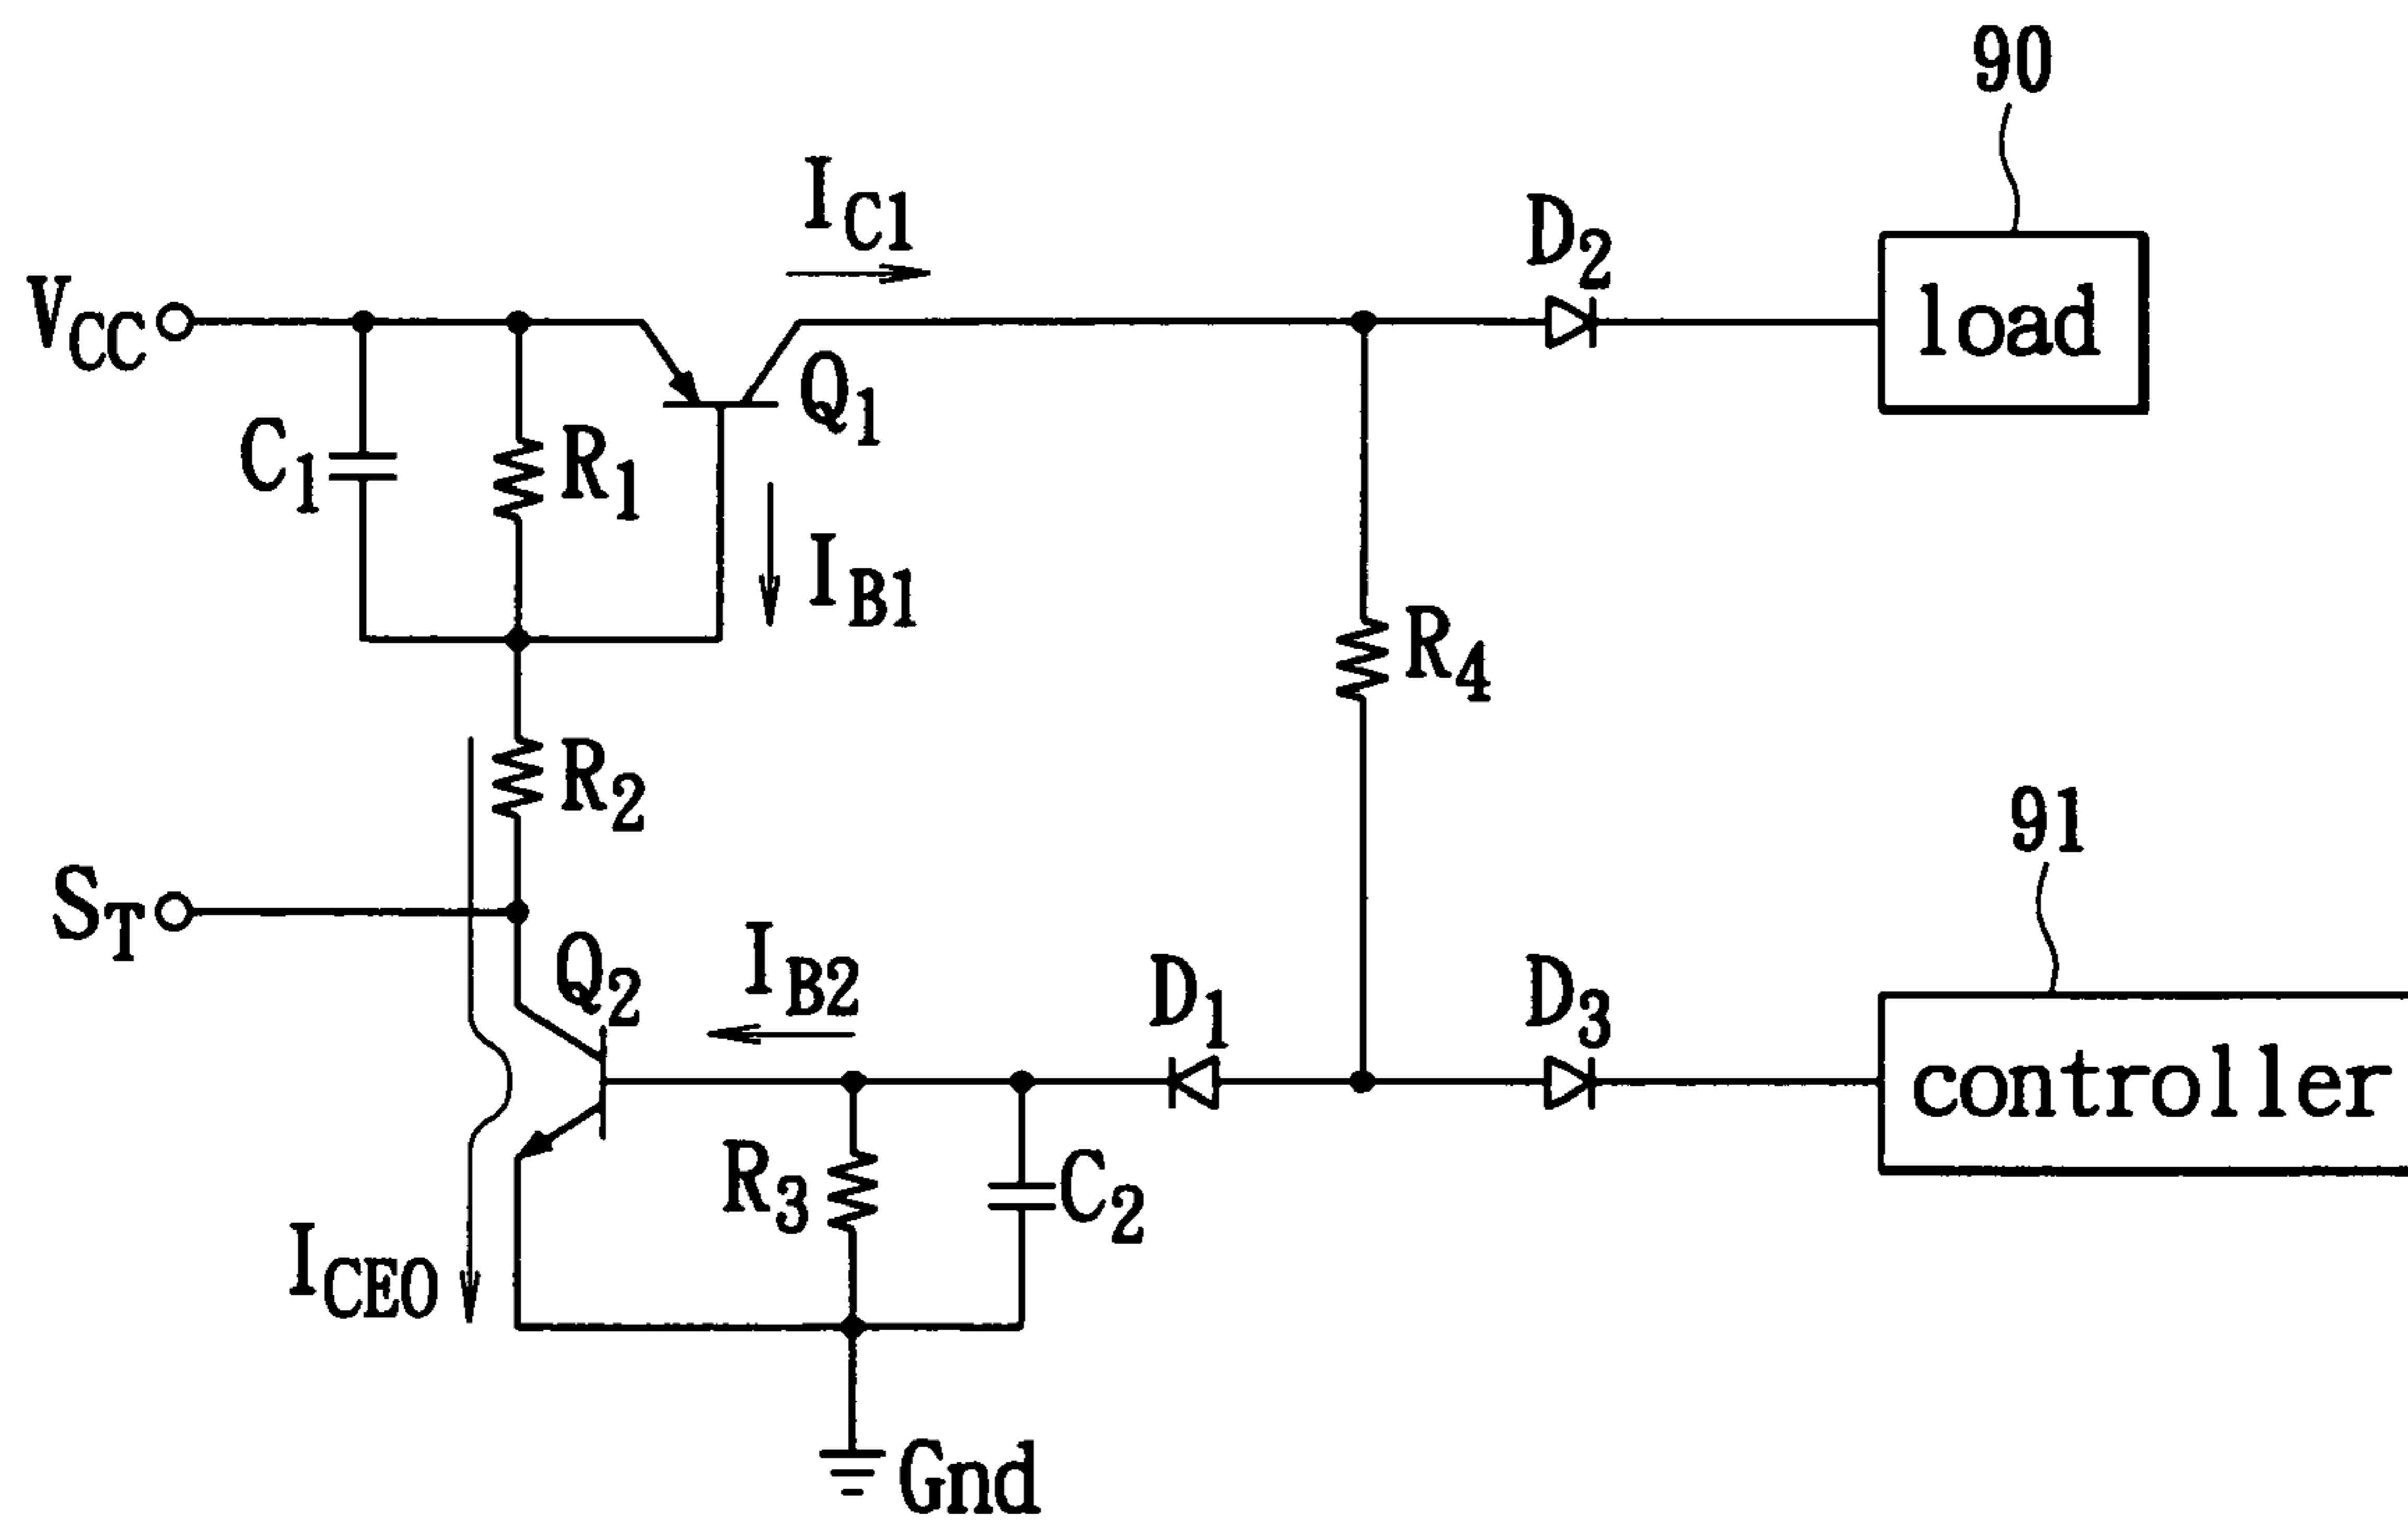 90
I_C1
D_2
V_CC
load
Q_1
C_1
R_1
I_B1
R_4
R_2
91
S_T
I_B2
Q_2
D_1
D_3
controller
R_3
C_2
I_CEO
Gnd